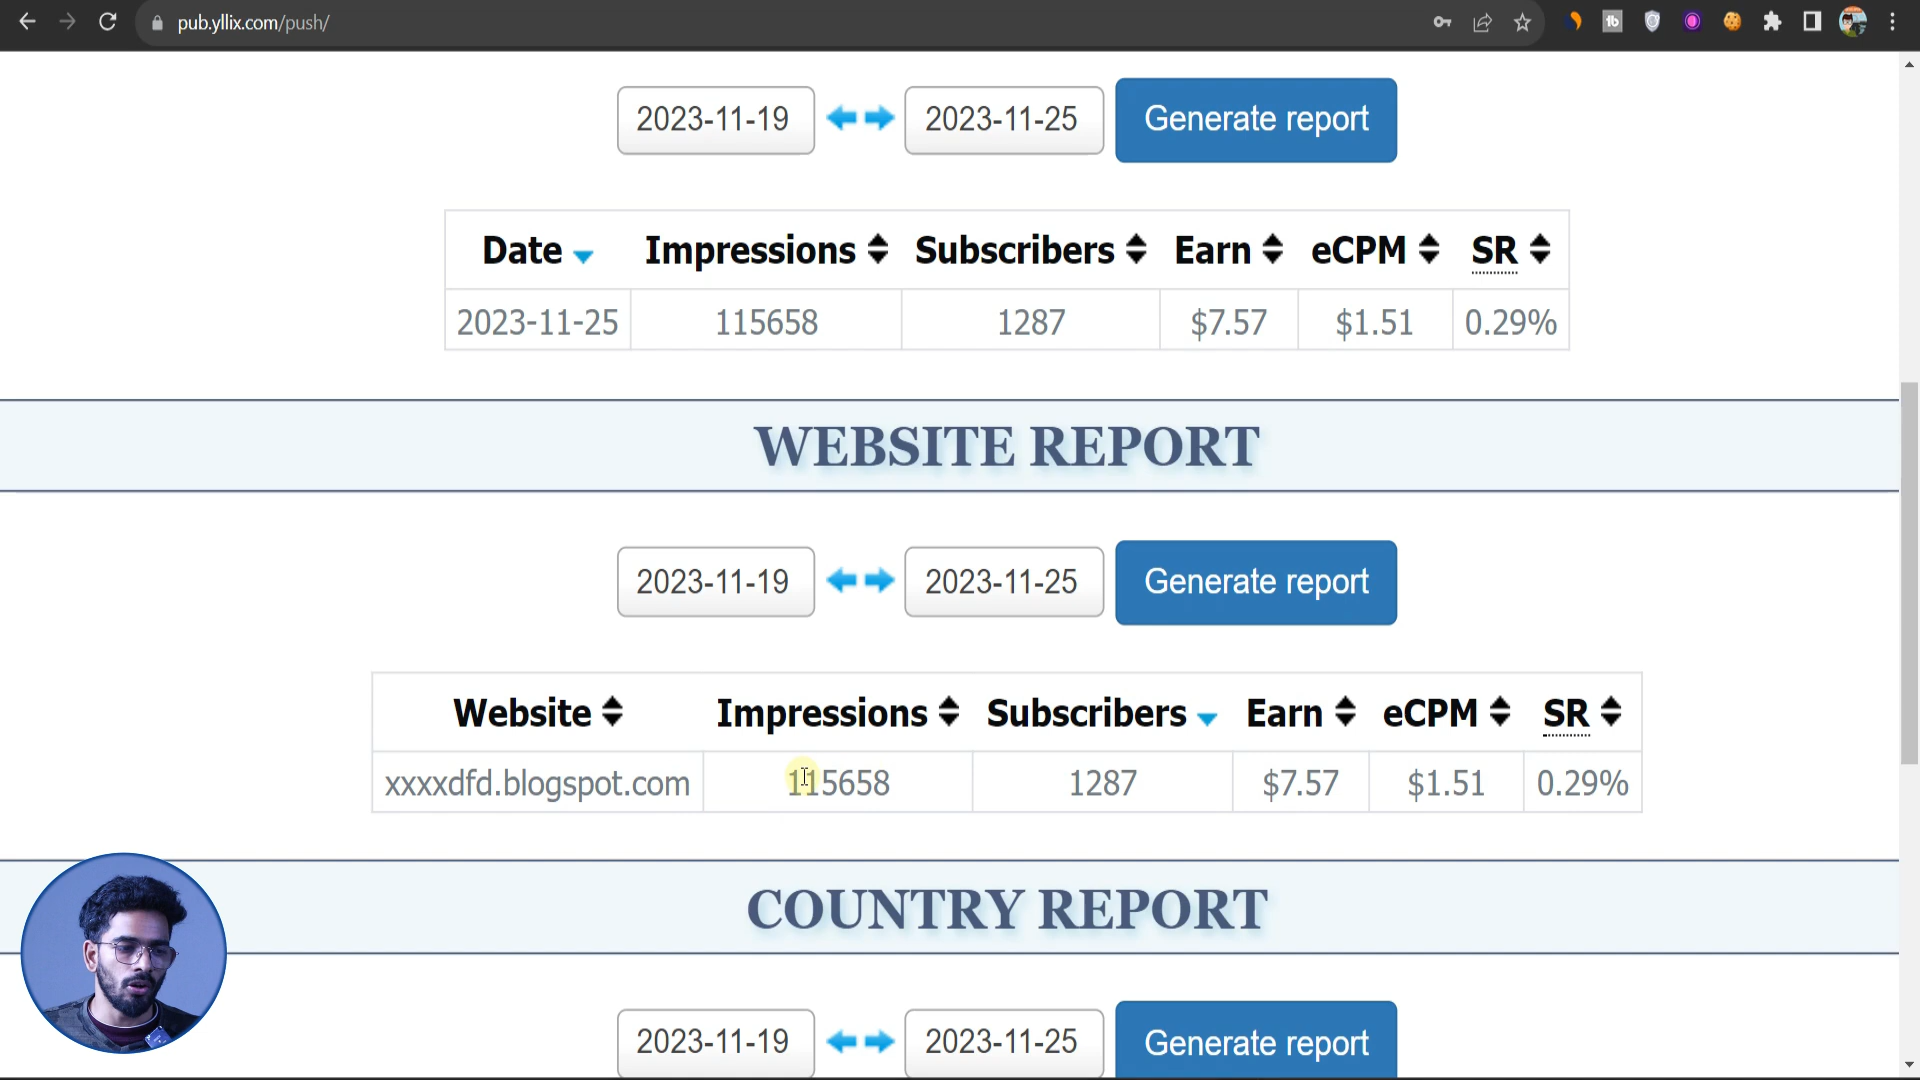 pub.yllix.com/push/
2023-11-19 2023-11-25 Generate report
Date Impressions Subscribers Earn eCPM SR
2023-11-25 115658 1287 $7.57 $1.51 0.29%
WEBSITE REPORT
2023-11-19 2023-11-25 Generate report
Website Impressions Subscribers Earn eCPM SR
xxxxdfd.blogspot.com 115658 1287 $7.57 $1.51 0.29%
COUNTRY REPORT
2023-11-19 2023-11-25 Generate report